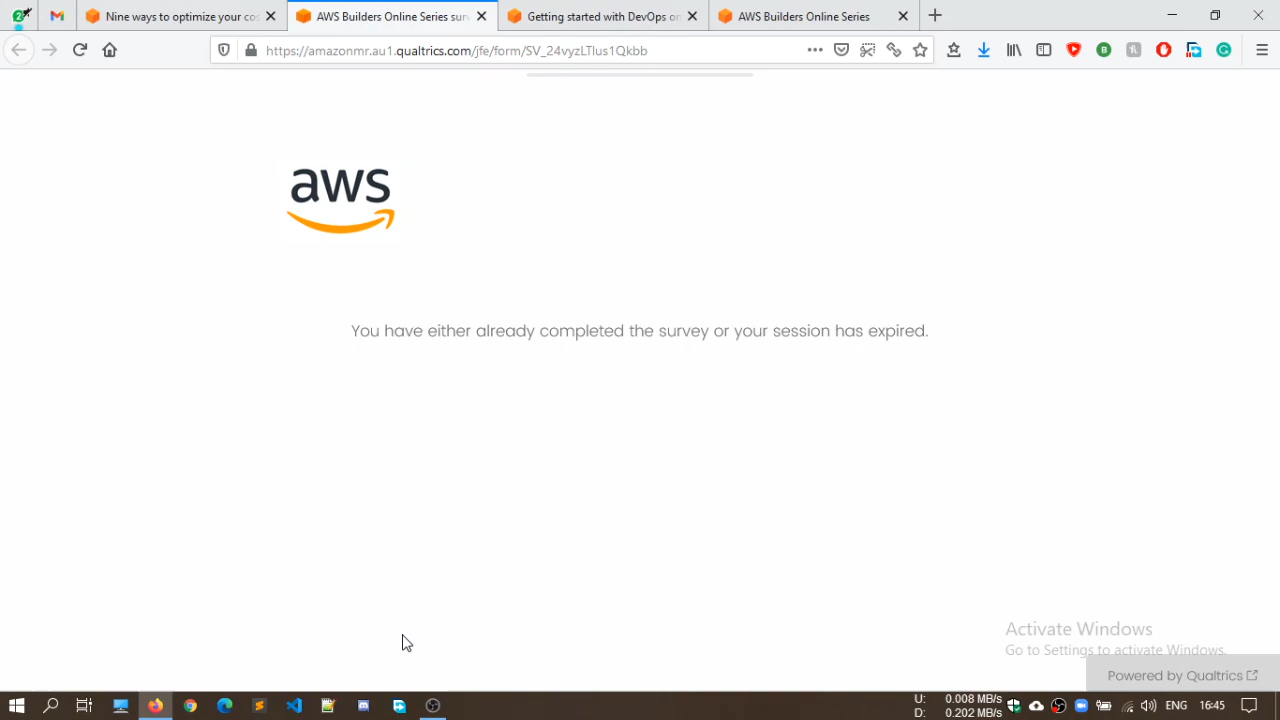 Nine ways to optimize your cos
AWS Builders Online Series surv
Getting started with DevOps on
AWS Builders Online Series
https://amazonmr.au1.qualtrics.com/jfe/form/SV_24vyzLTlus1Qkbb
aws
You have either already completed the survey or your session has expired.
Activate Windows
Go to Settings to activate Windows.
Powered by Qualtrics
U: 0.008 MB/s
D: 0.202 MB/s
ENG
16:45